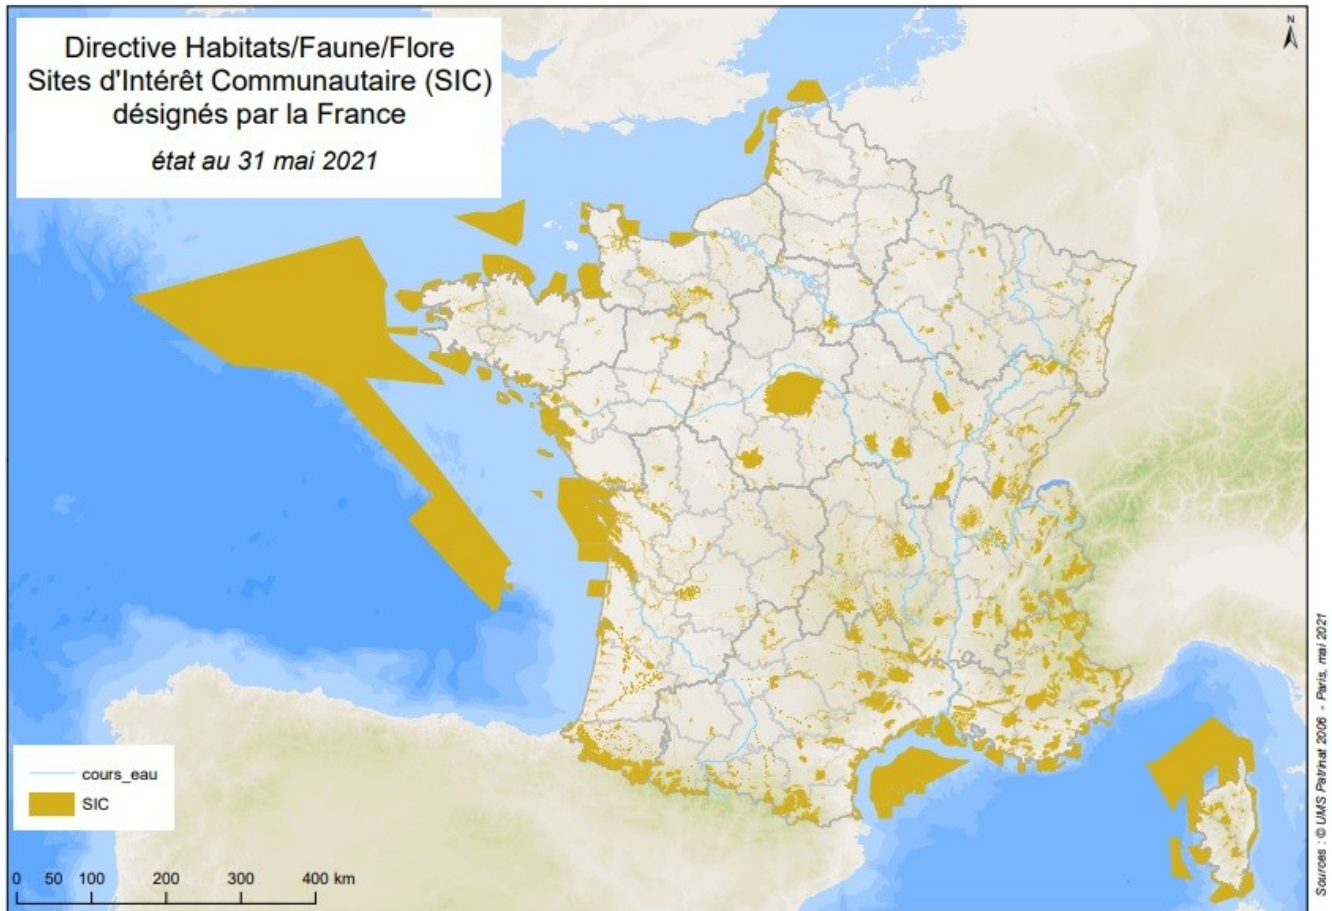 Directive Habitats/Faune/Flore
Sites d'Intérêt Communautaire (SIC)
désignés par la France
état au 31 mai 2021
N
cours_eau
SIC
0 50 100 200 300 400 km
Sources : © UMS Patrinat 2006 - Paris, mai 2021